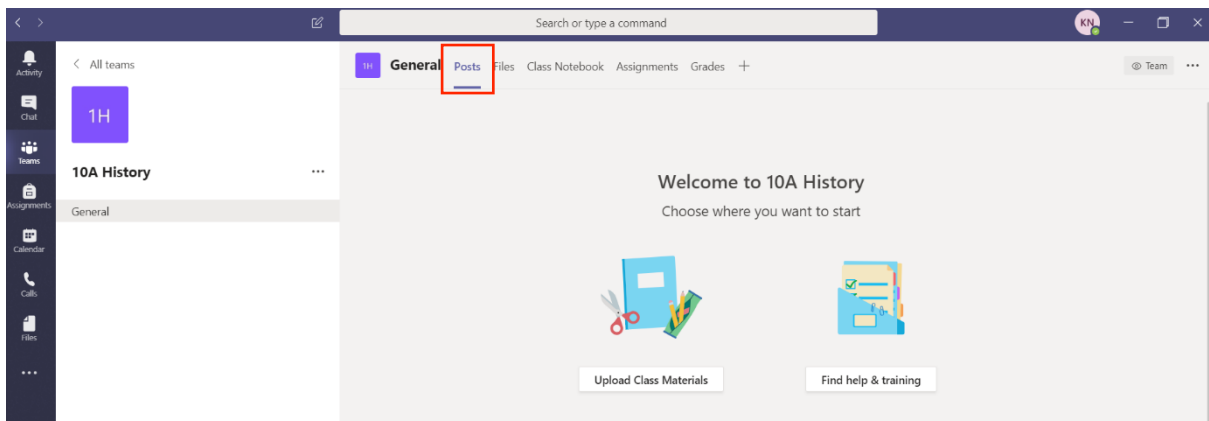 Search or type a command
KN
Activity
Chat
Teams
Assignments
Calendar
Calls
Files
All teams
1H
10A History
General
1H General Posts Files Class Notebook Assignments Grades
Team
Welcome to 10A History
Choose where you want to start
Upload Class Materials
Find help & training